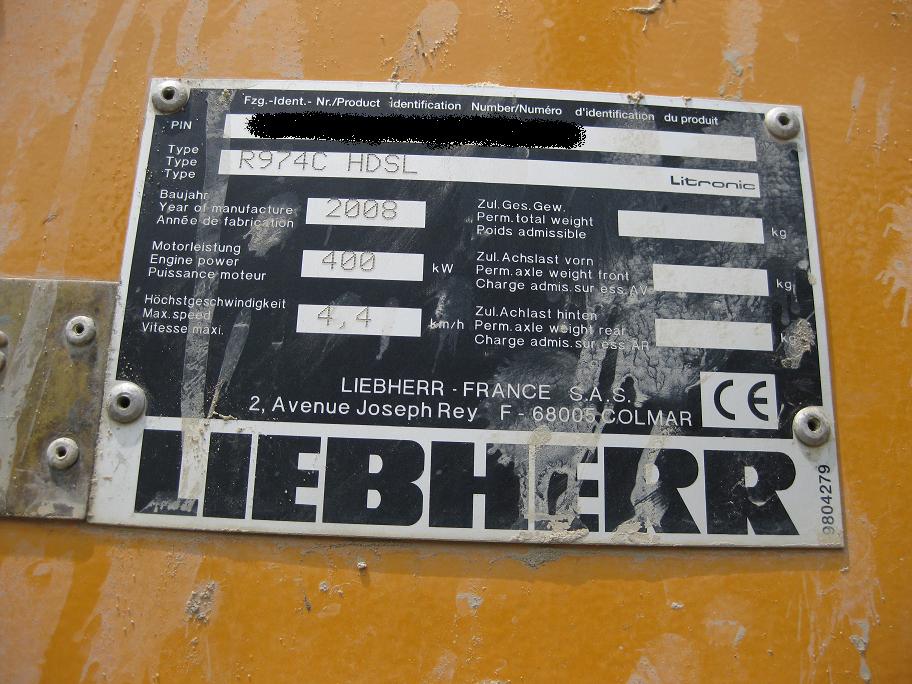 Fzg.-Ident.- Nr./Product identification Number/Numéro d'identification du produit
PIN
Type
Type
Type
R974C HDSL
Litronic
Baujahr
Year of manufacture
Année de fabrication
2008
Motorleistung
Engine power
Puissance moteur
400 kW
Höchstgeschwindigkeit
Max.speed
Vitesse maxi.
4,4 km/h
Zul.Ges.Gew.
Perm.total weight
Poids admissible
kg
Zul.Achslast vorn
Perm.axle weight front
Charge admis.sur ess.AV
kg
Zul.Achlast hinten
Perm.axle weight rear
Charge admis.sur ess.AR
kg
LIEBHERR - FRANCE S.A.S.
2, Avenue Joseph Rey F - 68005 COLMAR
CE
LIEBHERR
9804279